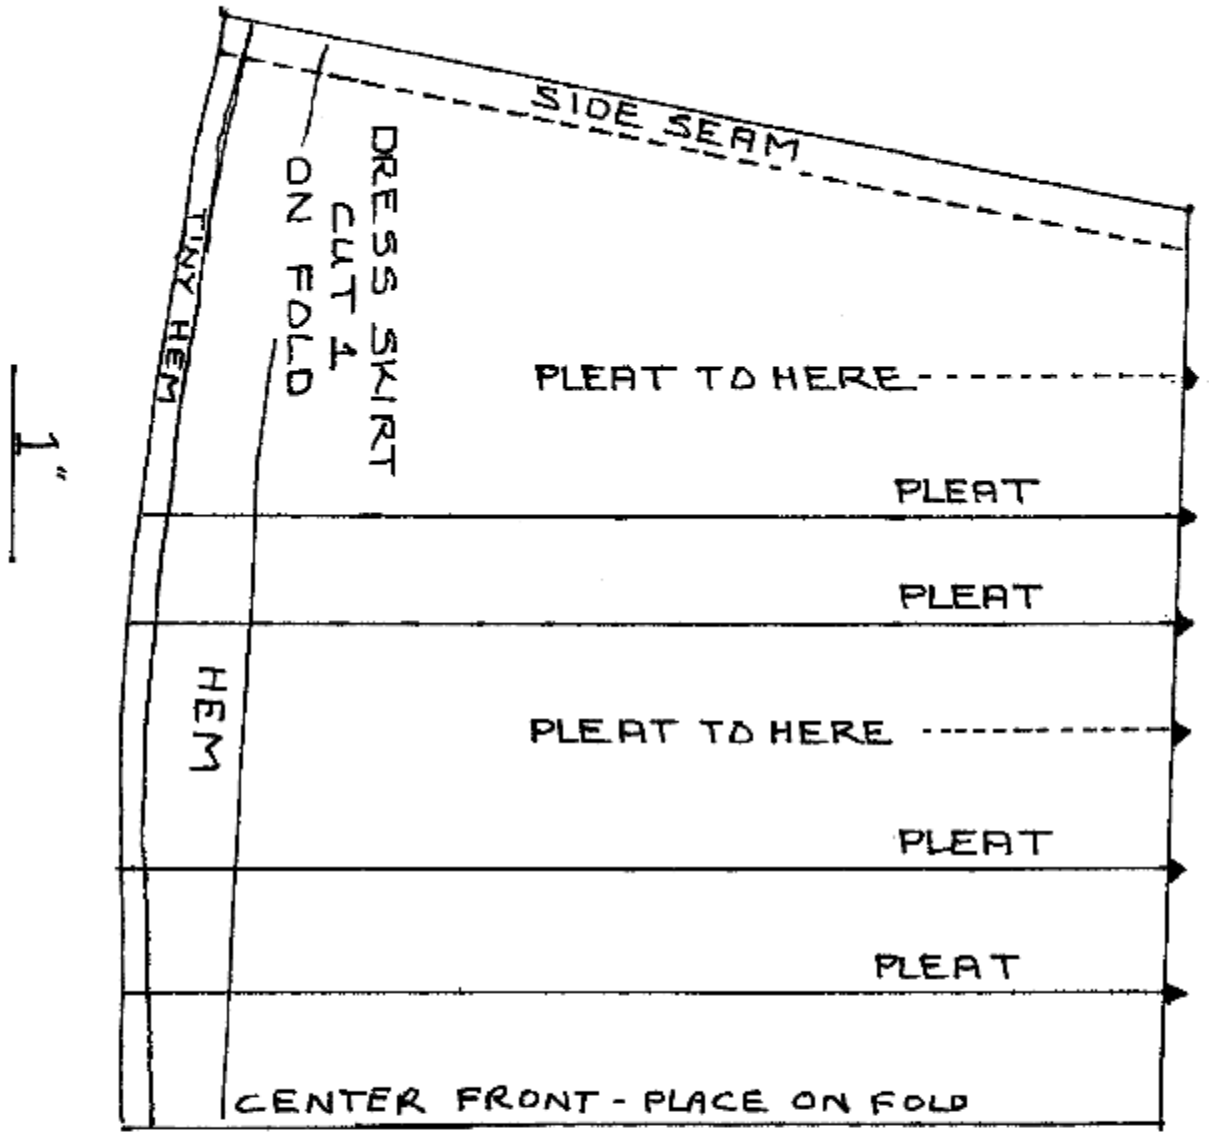 SIDE SEAM
DRESS SKIRT
CUT 1
ON FOLD
TINY HEM
PLEAT TO HERE
1"
PLEAT
PLEAT
HEM
PLEAT TO HERE
PLEAT
PLEAT
CENTER FRONT - PLACE ON FOLD